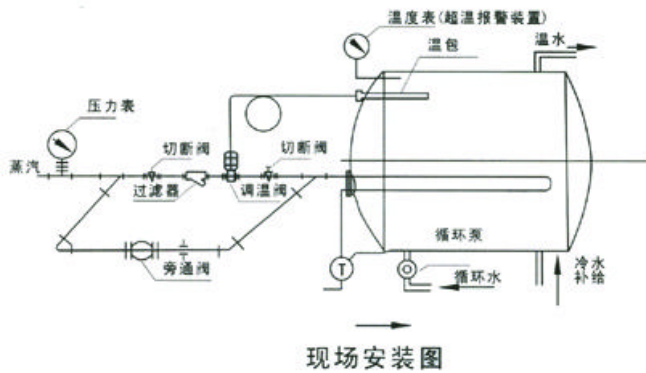 温度表(超温报警装置)
温包
温水
压力表
切断阀
切断阀
蒸汽
过滤器
调温阀
旁通阀
循环泵
T
循环水
冷水
补给
现场安装图